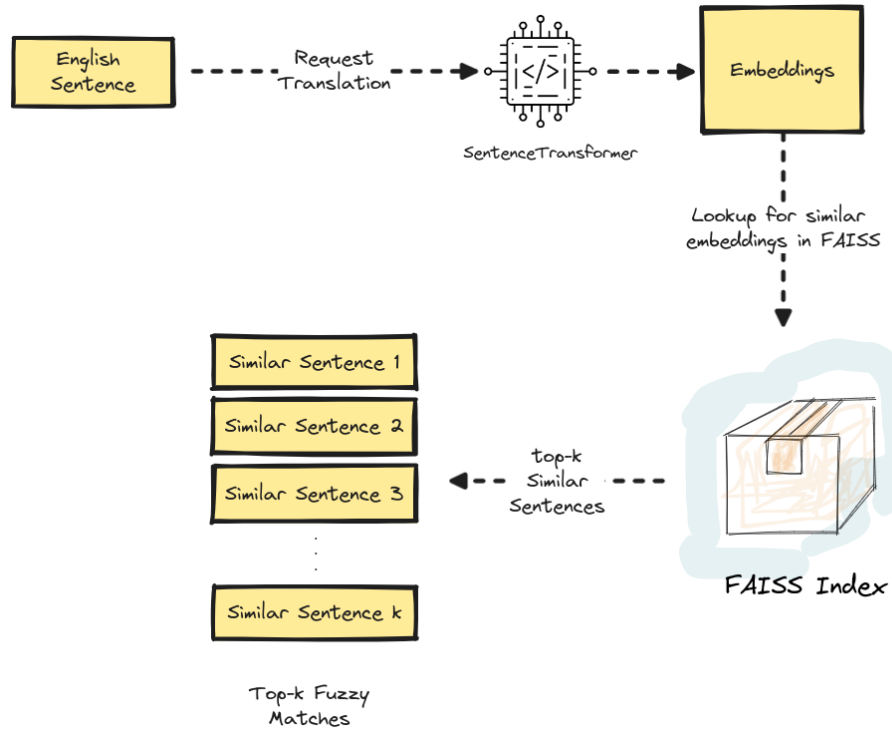 English
Sentence
Request
Translation
</>
SentenceTransformer
Embeddings
Lookup for similar
embeddings in FAISS
FAISS Index
top-k
Similar
Sentences
Similar Sentence 1
Similar Sentence 2
Similar Sentence 3
Similar Sentence k
Top-k Fuzzy
Matches